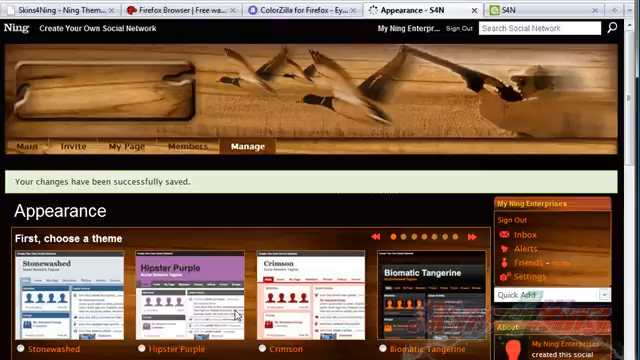 Skins4Ning - Ning Them...
Firefox Browser | Free wa...
ColorZilla for Firefox - Ey...
Appearance - S4N
S4N
Ning Create Your Own Social Network
My Ning Enterpr...
Sign Out
Search Social Network
Main
Invite
My Page
Members
Manage
Your changes have been successfully saved.
Appearance
My Ning Enterprises
Sign Out
Inbox
Alerts
Friends
Settings
Quick Add
About
My Ning Enterprises
created this social
First, choose a theme
Stonewashed
Hipster Purple
Crimson
Biomatic Tangerine
Stonewashed
Hipster Purple
Crimson
Biomatic Tangerine